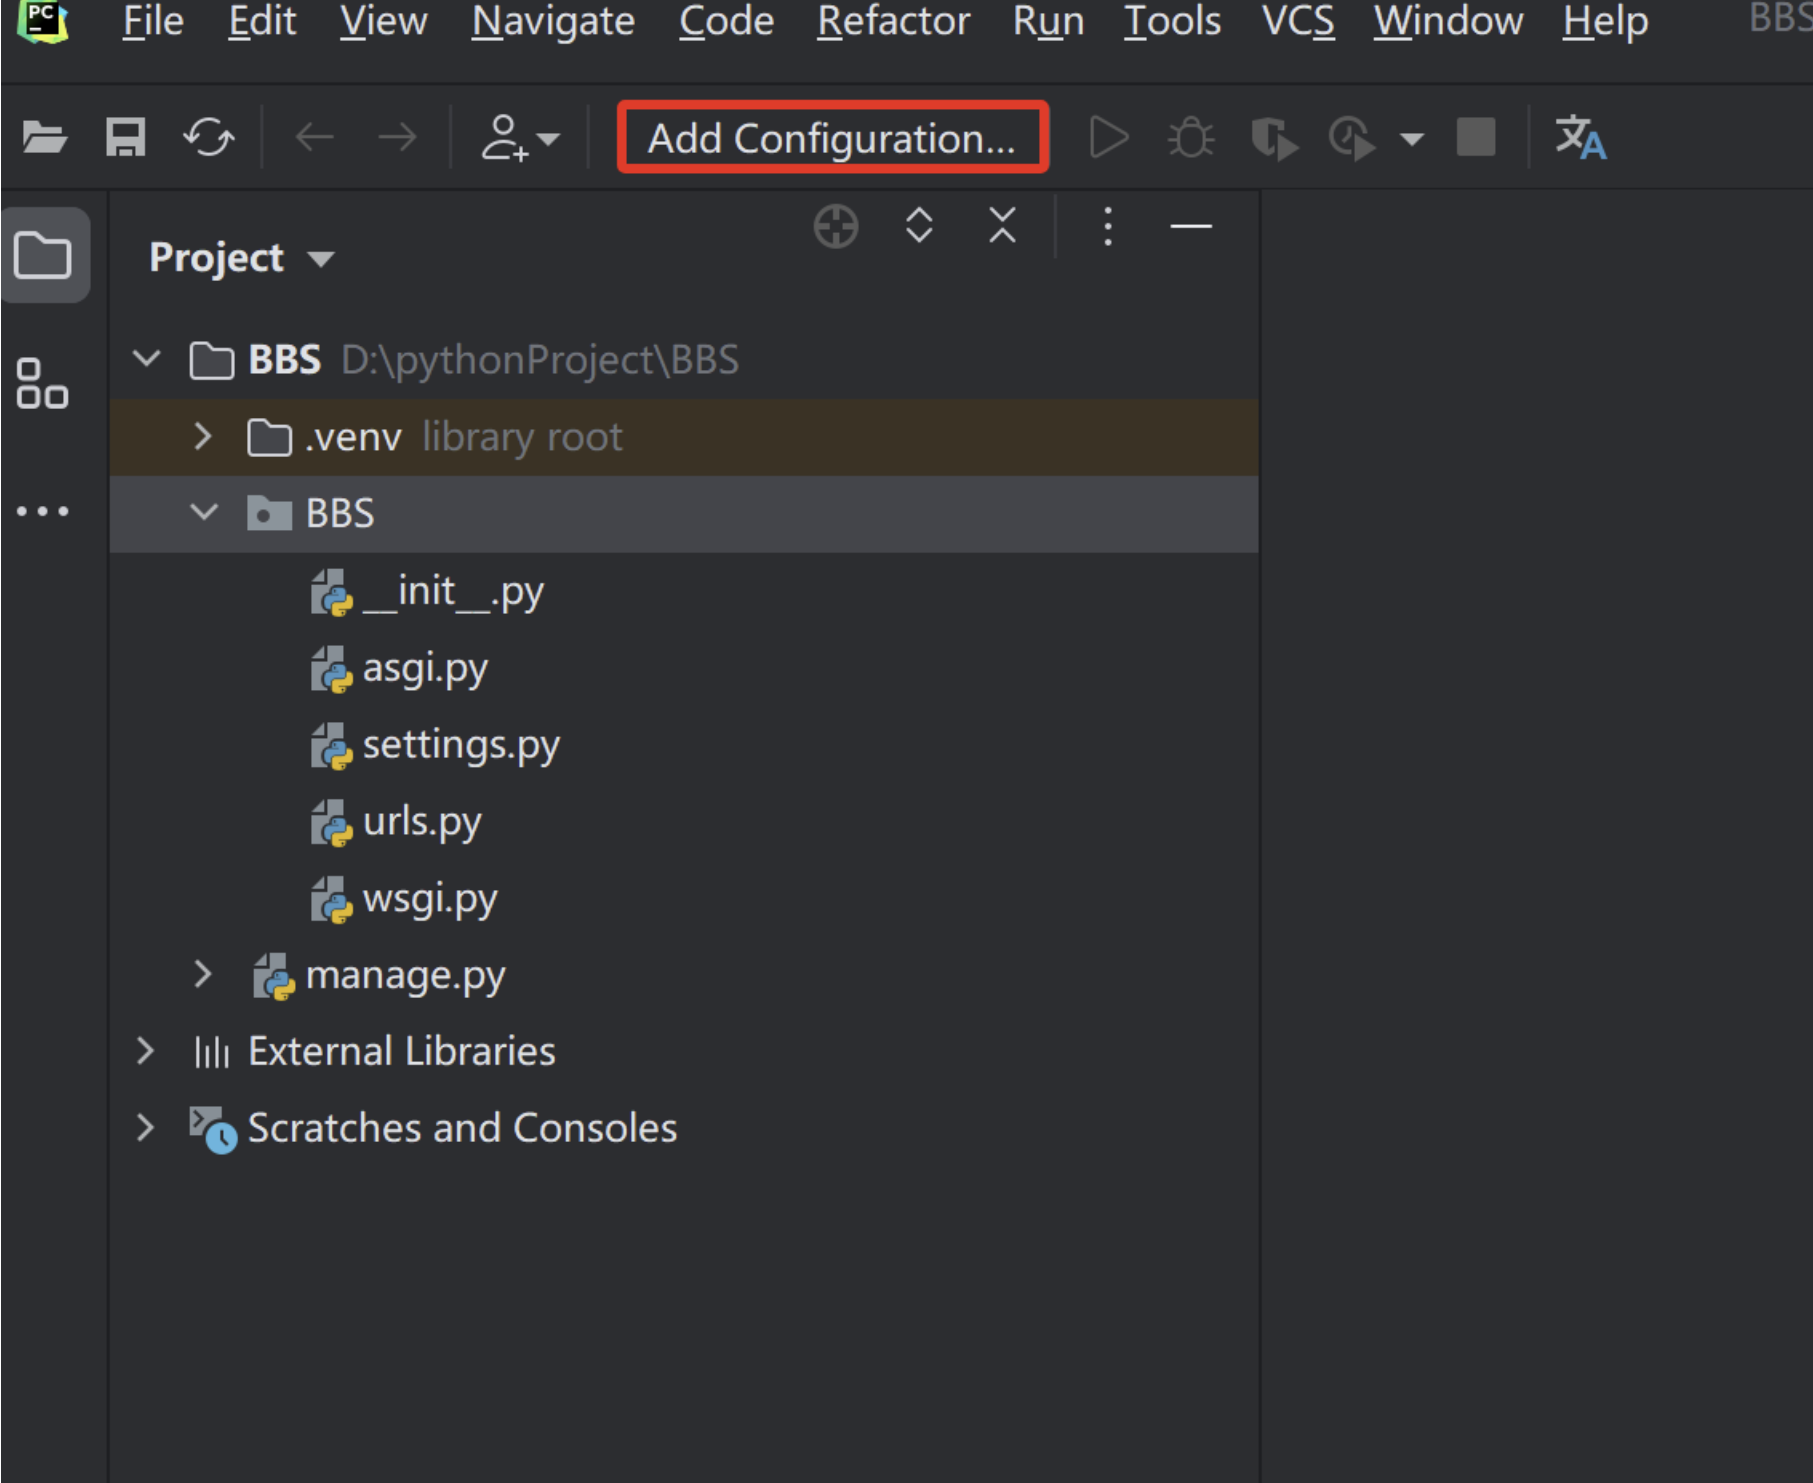 PC
File Edit View Navigate Code Refactor Run Tools VCS Window Help BBS
Add Configuration...
Project
BBS D:\pythonProject\BBS
.venv library root
BBS
__init__.py
asgi.py
settings.py
urls.py
wsgi.py
manage.py
External Libraries
Scratches and Consoles